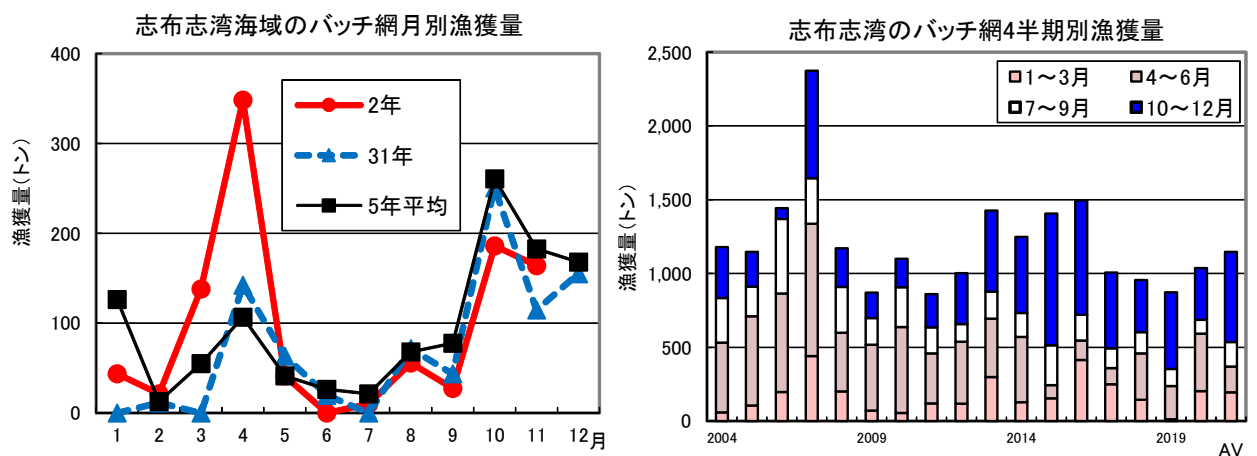 志布志湾海域のバッチ網月別漁獲量
漁獲量(トン)
400
300
200
100
0
2年
31年
5年平均
1 2 3 4 5 6 7 8 9 10 11 12月
志布志湾のバッチ網4半期別漁獲量
漁獲量(トン)
2,500
2,000
1,500
1,000
500
0
1～3月 4～6月
7～9月 10～12月
2004 2009 2014 2019
AV